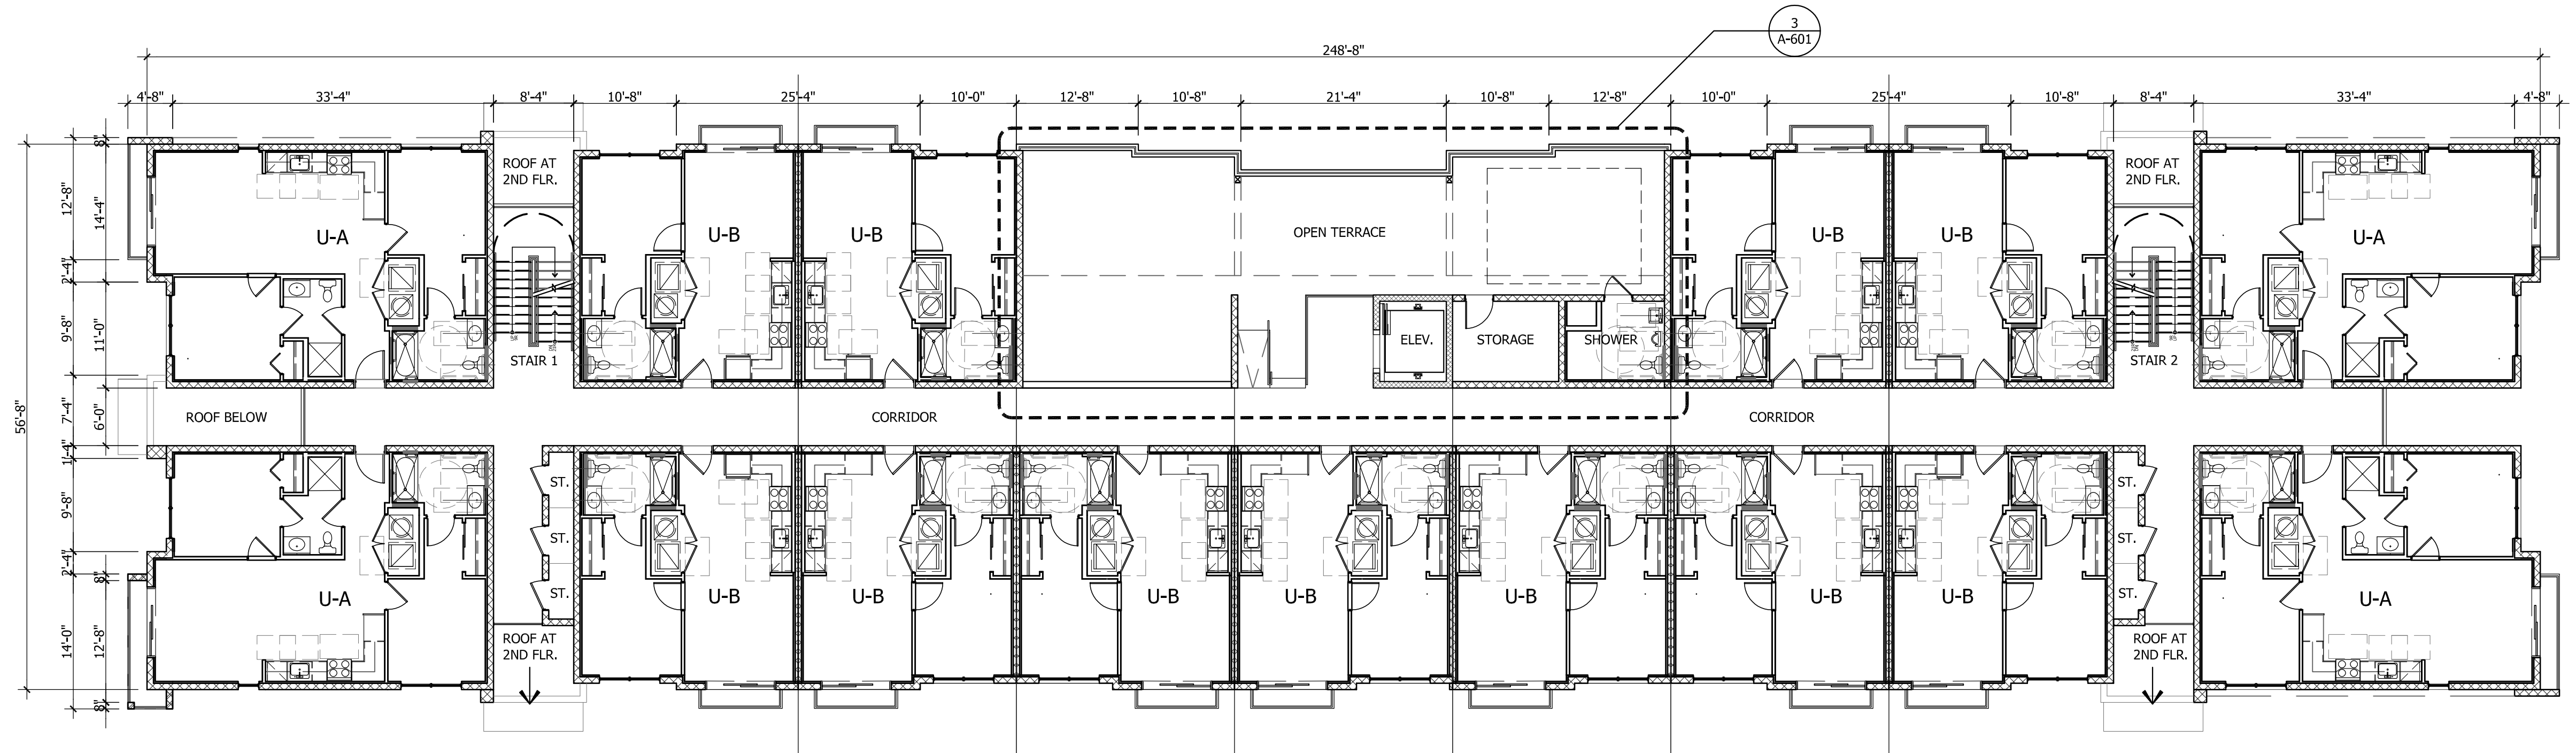 3
A-601
248'-8"
4'-8"
33'-4"
8'-4"
10'-8"
25'-4"
10'-0"
12'-8"
10'-8"
21'-4"
10'-8"
12'-8"
10'-0"
25'-4"
10'-8"
8'-4"
33'-4"
4'-8"
56'-8"
8"
12'-8"
14'-4"
2'-4"
9'-8"
11'-0"
7'-4"
6'-0"
1'-4"
9'-8"
2'-4"
8"
14'-0"
12'-8"
8"
ROOF AT
2ND FLR.
ROOF AT
2ND FLR.
U-A
U-B
U-B
OPEN TERRACE
U-B
U-B
U-A
STAIR 1
ELEV.
STORAGE
SHOWER
STAIR 2
ROOF BELOW
CORRIDOR
CORRIDOR
ST.
ST.
ST.
ST.
ST.
ST.
U-A
U-B
U-B
U-B
U-B
U-B
U-B
U-B
U-A
ROOF AT
2ND FLR.
ROOF AT
2ND FLR.